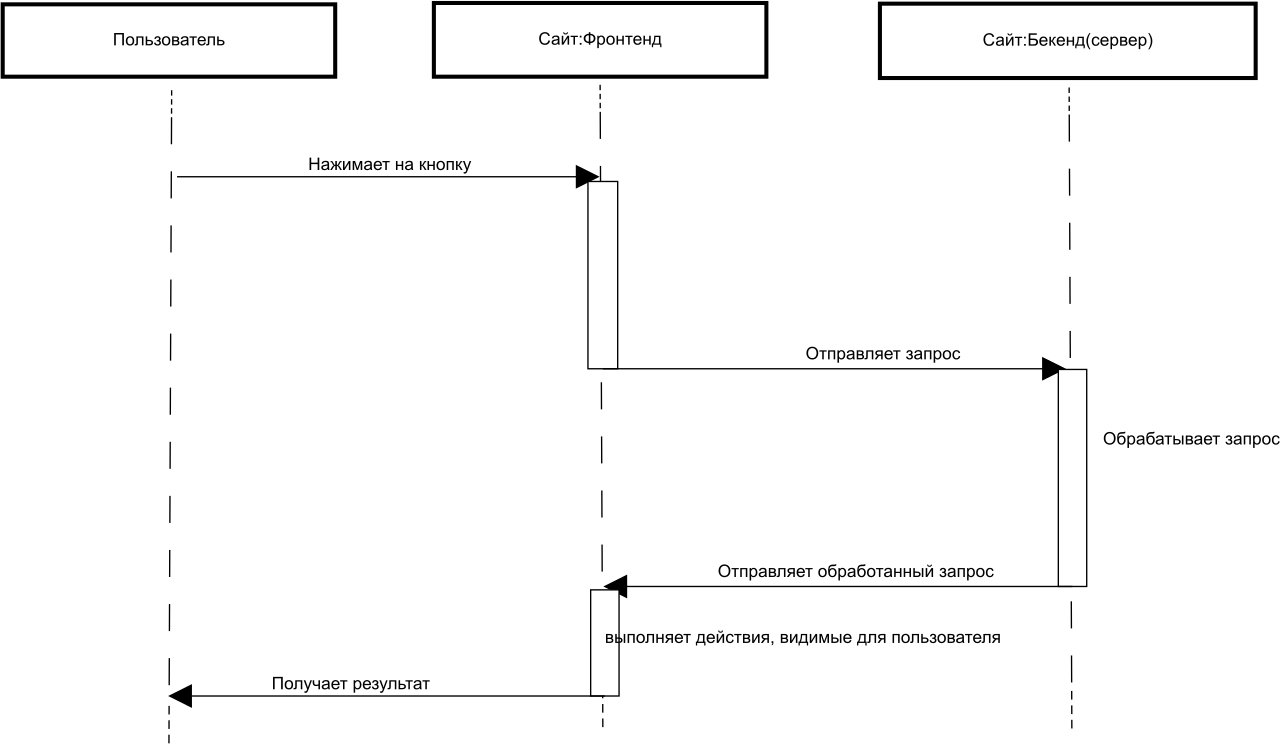 Пользователь
Сайт:Фронтенд
Сайт:Бекенд(сервер)
Нажимает на кнопку
Отправляет запрос
Обрабатывает запрос
Отправляет обработанный запрос
выполняет действия, видимые для пользователя
Получает результат